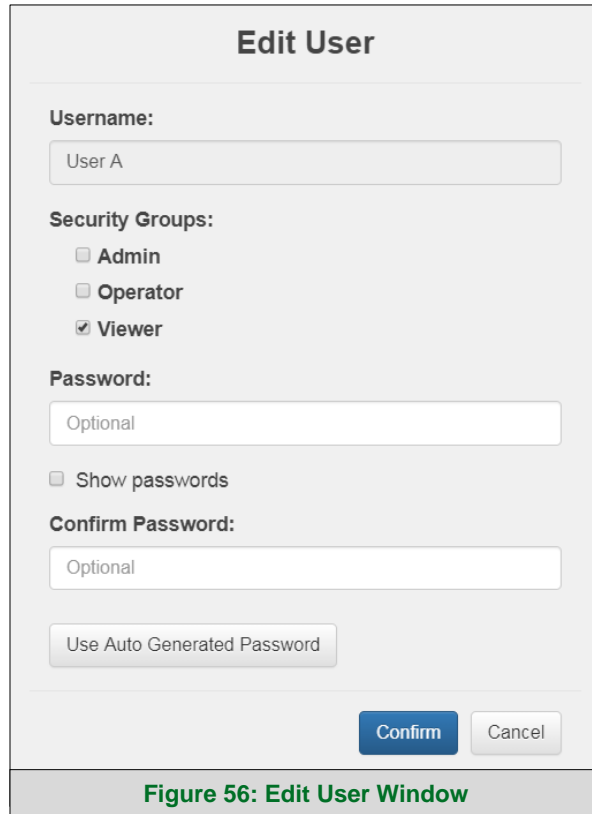 Edit User
Username:
User A
Security Groups:
Admin
Operator
Viewer
Password:
Optional
Show passwords
Confirm Password:
Optional
Use Auto Generated Password
Confirm Cancel
Figure 56: Edit User Window